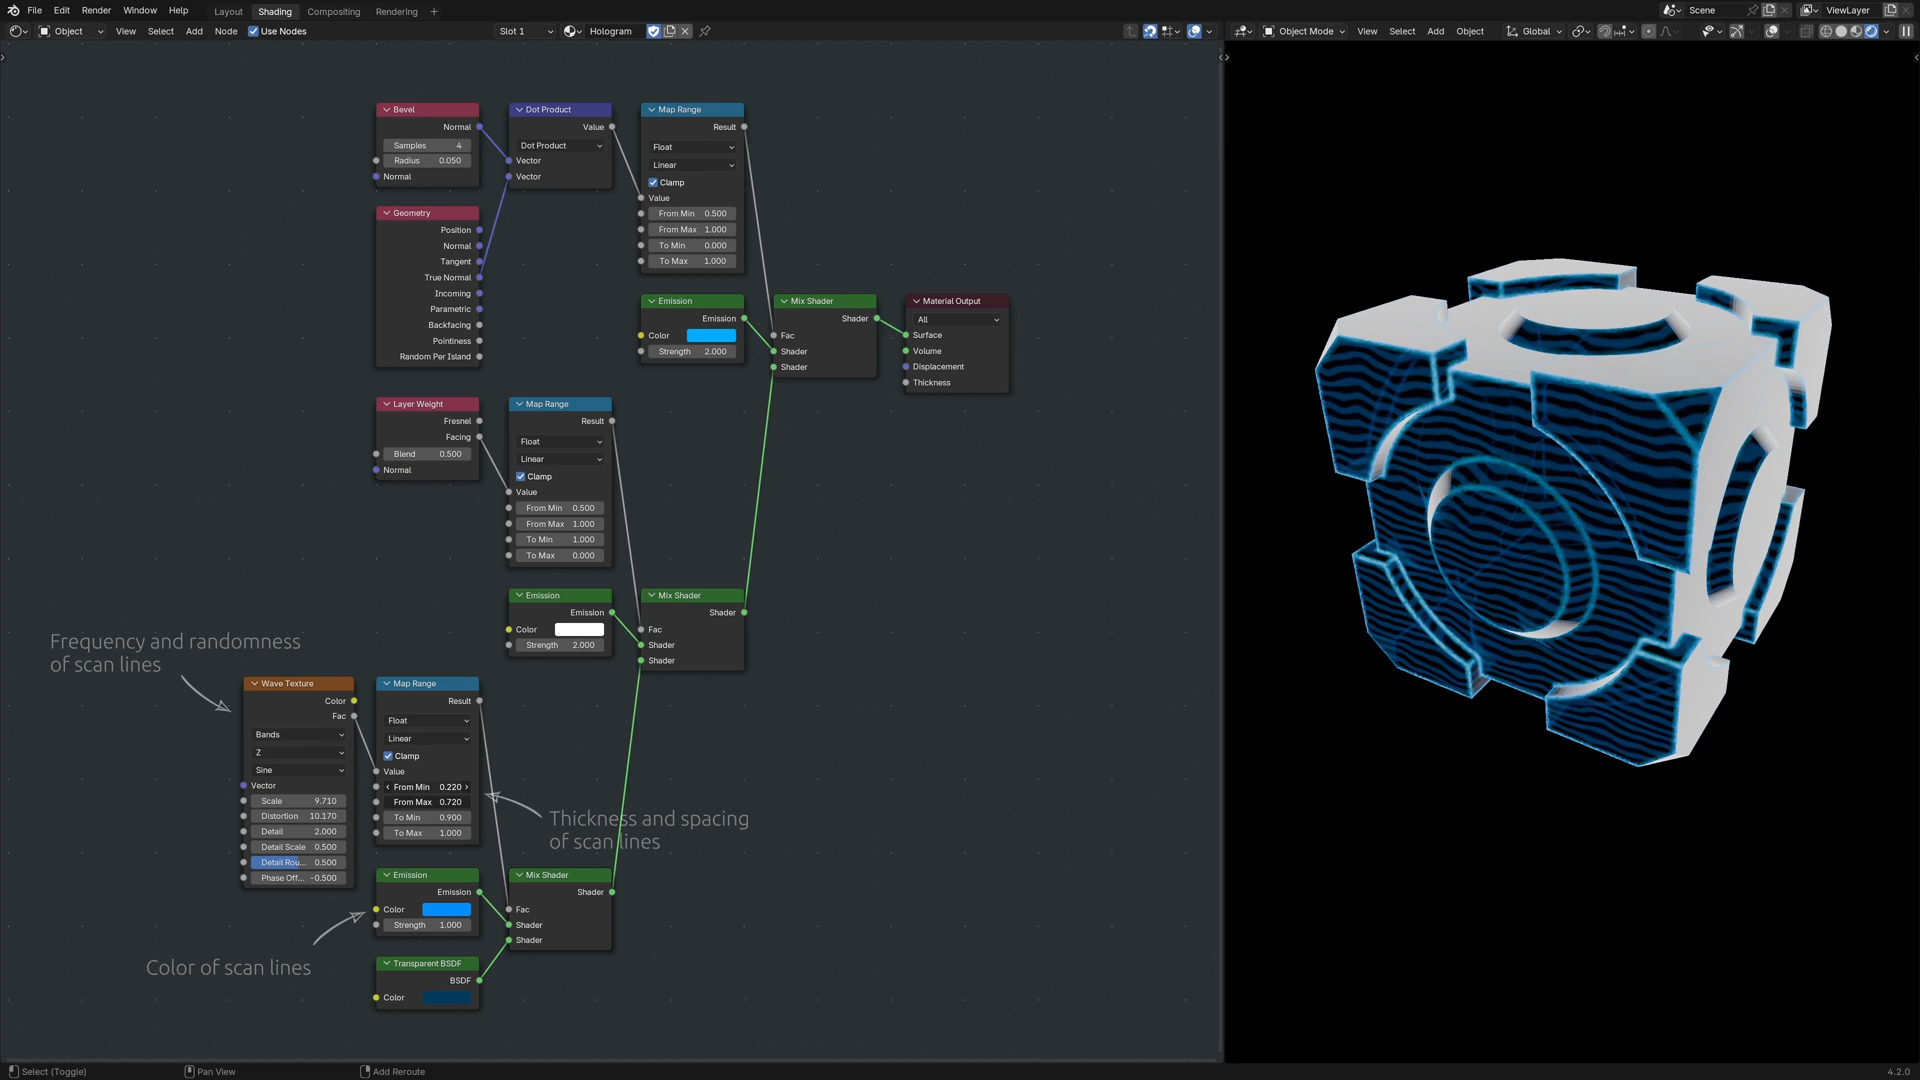 File Edit Render Window Help Layout Shading Compositing Rendering + Scene ViewLayer
Object View Select Add Node Use Nodes Slot 1 Hologram Object Mode View Select Add Object Global
Bevel
Normal
Samples 4
Radius 0.050
Normal
Dot Product
Value
Dot Product
Vector
Vector
Map Range
Result
Float
Linear
Clamp
Value
From Min 0.500
From Max 1.000
To Min 0.000
To Max 1.000
Geometry
Position
Normal
Tangent
True Normal
Incoming
Parametric
Backfacing
Pointiness
Random Per Island
Emission
Emission
Color
Strength 2.000
Mix Shader
Shader
Fac
Shader
Shader
Material Output
All
Surface
Volume
Displacement
Thickness
Layer Weight
Fresnel
Facing
Blend 0.500
Normal
Map Range
Result
Float
Linear
Clamp
Value
From Min 0.500
From Max 1.000
To Min 1.000
To Max 0.000
Emission
Emission
Color
Strength 2.000
Mix Shader
Shader
Fac
Shader
Shader
Frequency and randomness
of scan lines
Wave Texture
Color
Fac
Bands
Z
Sine
Vector
Scale 9.710
Distortion 10.170
Detail 2.000
Detail Scale 0.500
Detail Rou... 0.500
Phase Off... -0.500
Map Range
Result
Float
Linear
Clamp
Value
From Min 0.220
From Max 0.720
To Min 0.900
To Max 1.000
Thickness and spacing
of scan lines
Emission
Emission
Color
Strength 1.000
Mix Shader
Shader
Fac
Shader
Shader
Color of scan lines
Transparent BSDF
BSDF
Color
Select (Toggle) Pan View Add Reroute 4.2.0